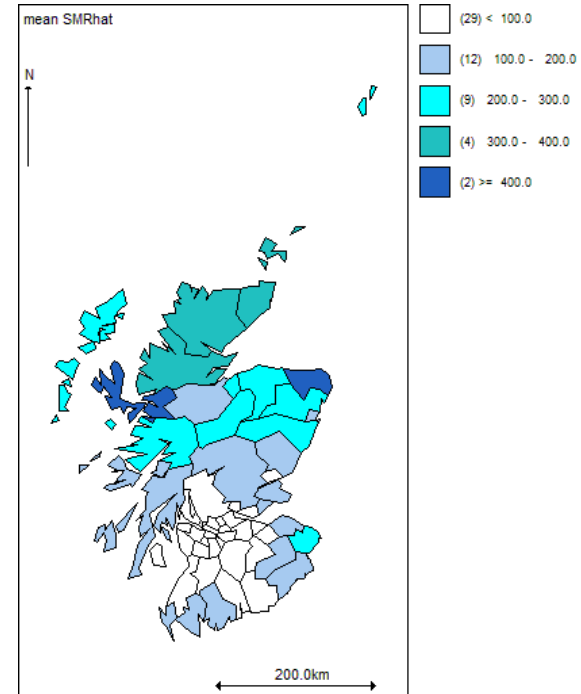 mean SMRhat
N
200.0km
(29) < 100.0
(12) 100.0 - 200.0
(9) 200.0 - 300.0
(4) 300.0 - 400.0
(2) >= 400.0